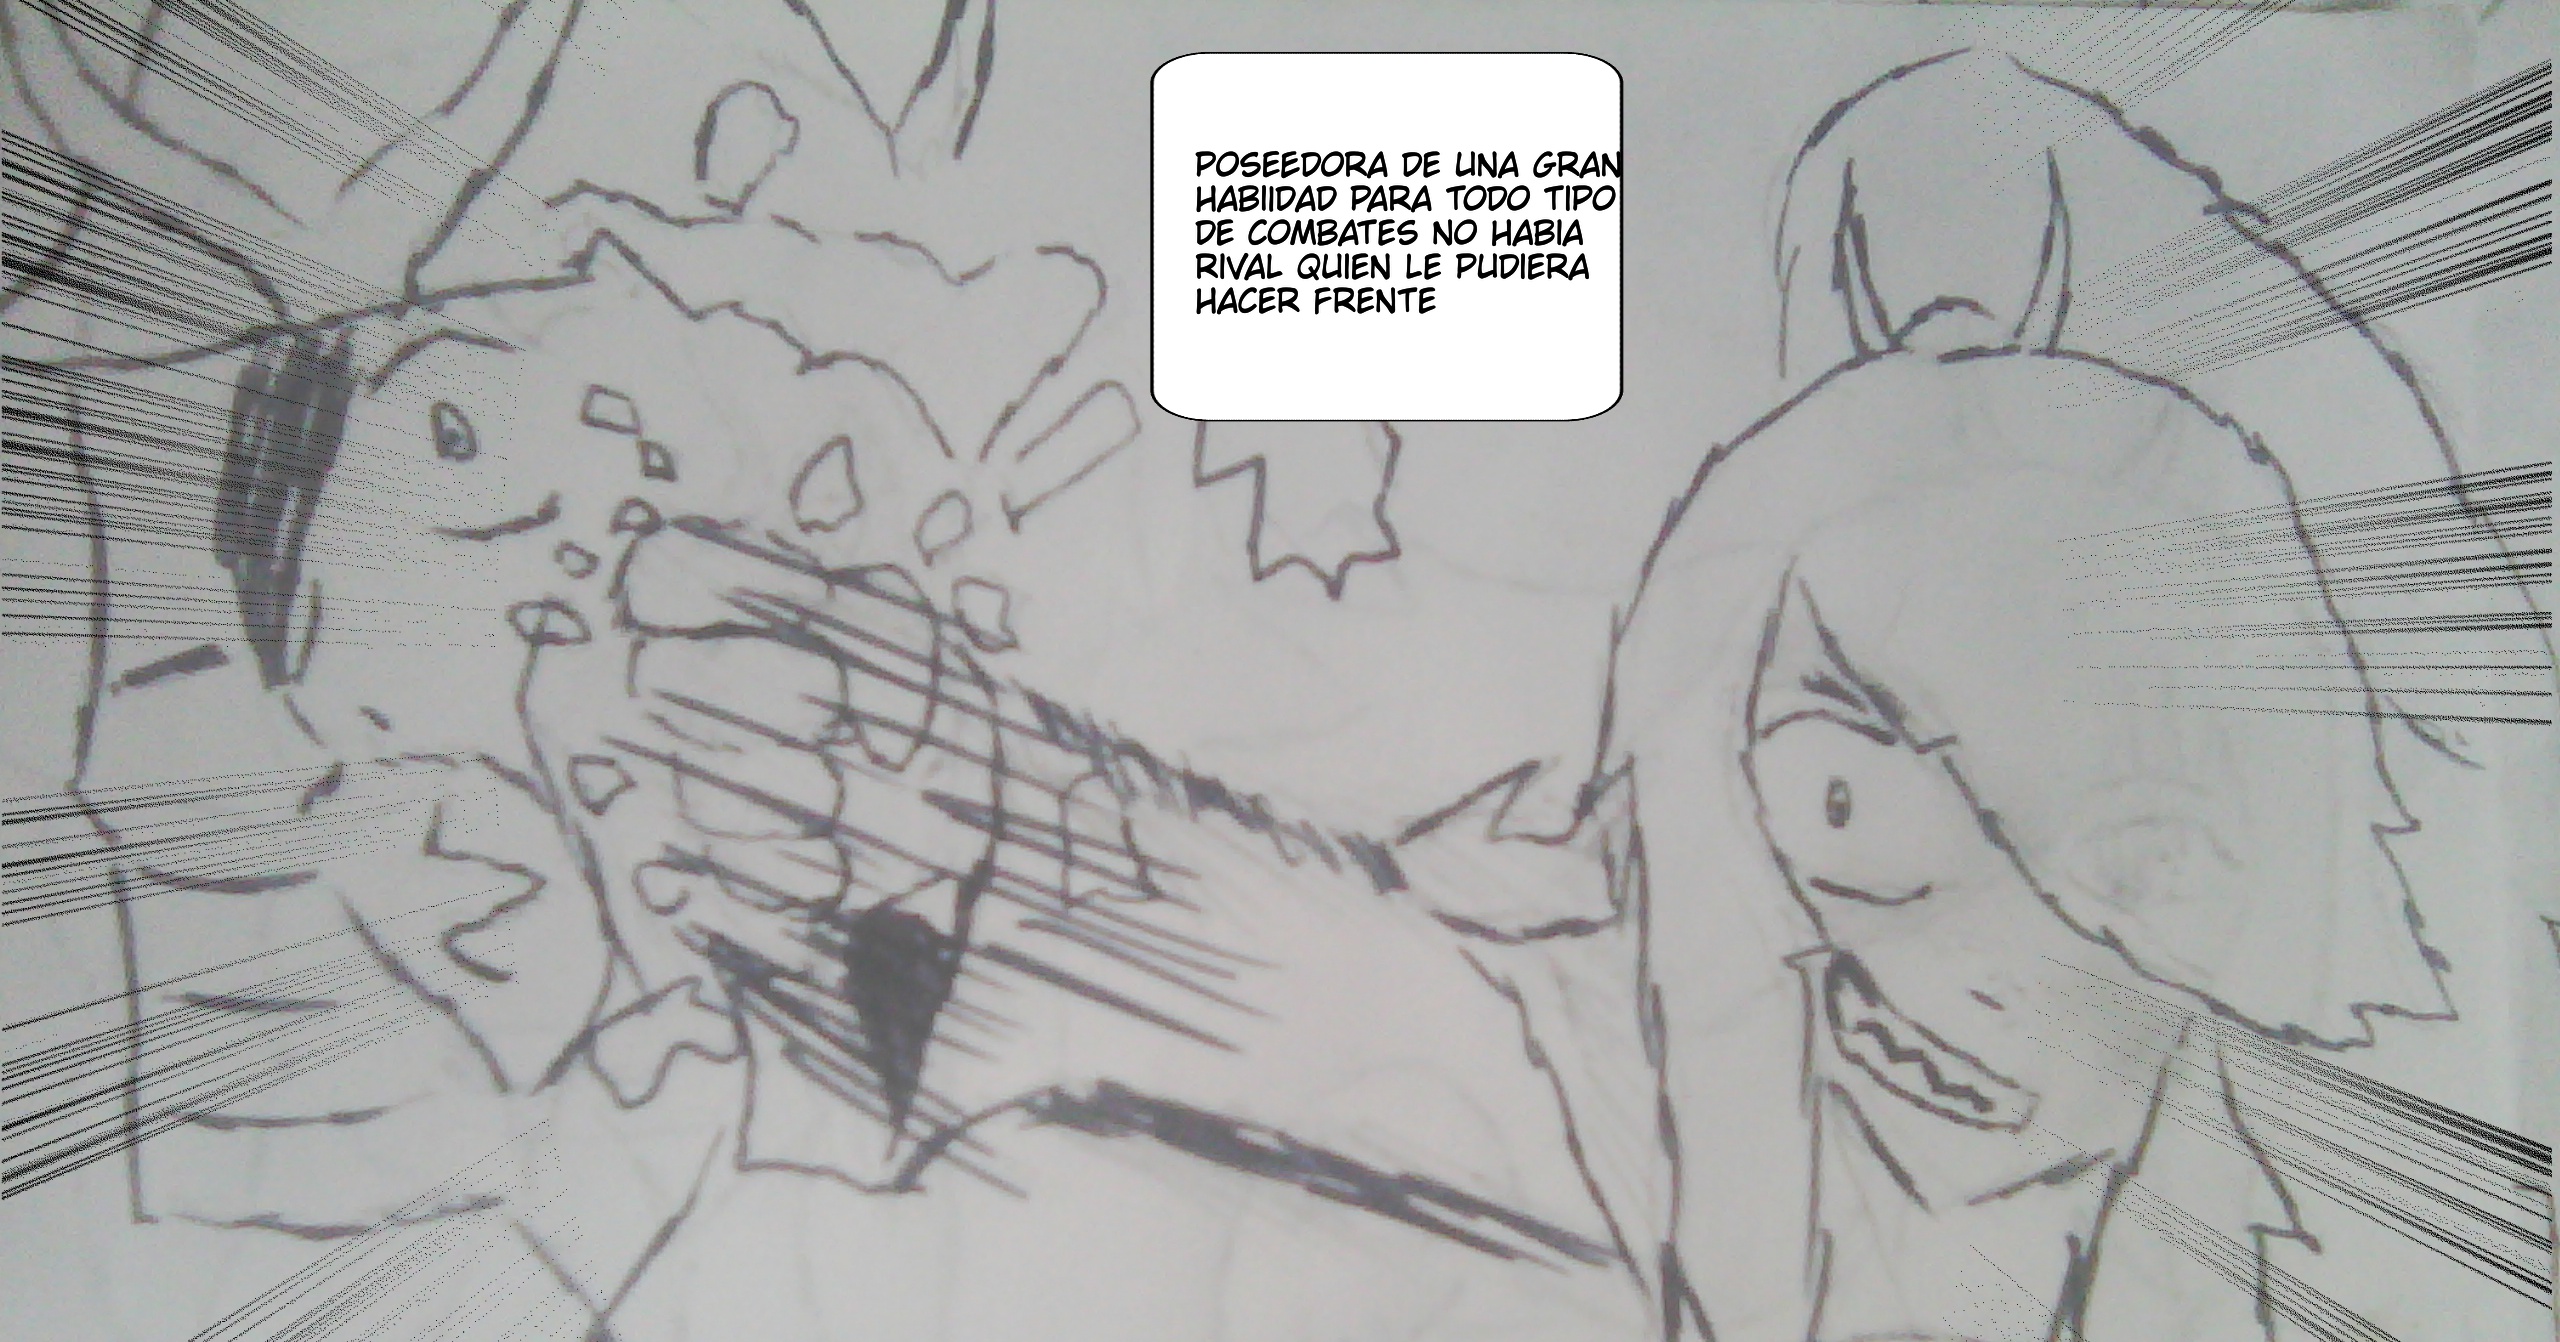 POSEEDORA DE UNA GRAN
HABIIDAD PARA TODO TIPO
DE COMBATES NO HABIA
RIVAL QUIEN LE PUDIERA
HACER FRENTE